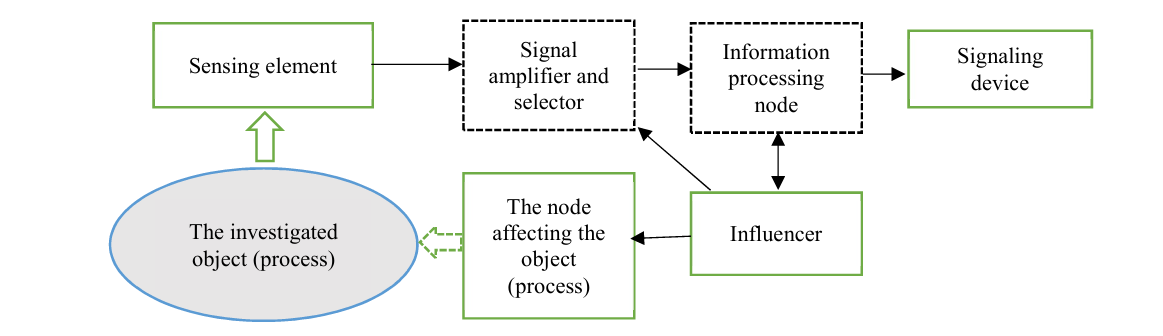 Sensing element
Signal
amplifier and
selector
Information
processing
node
Signaling
device
The investigated
object (process)
The node
affecting the
object
(process)
Influencer